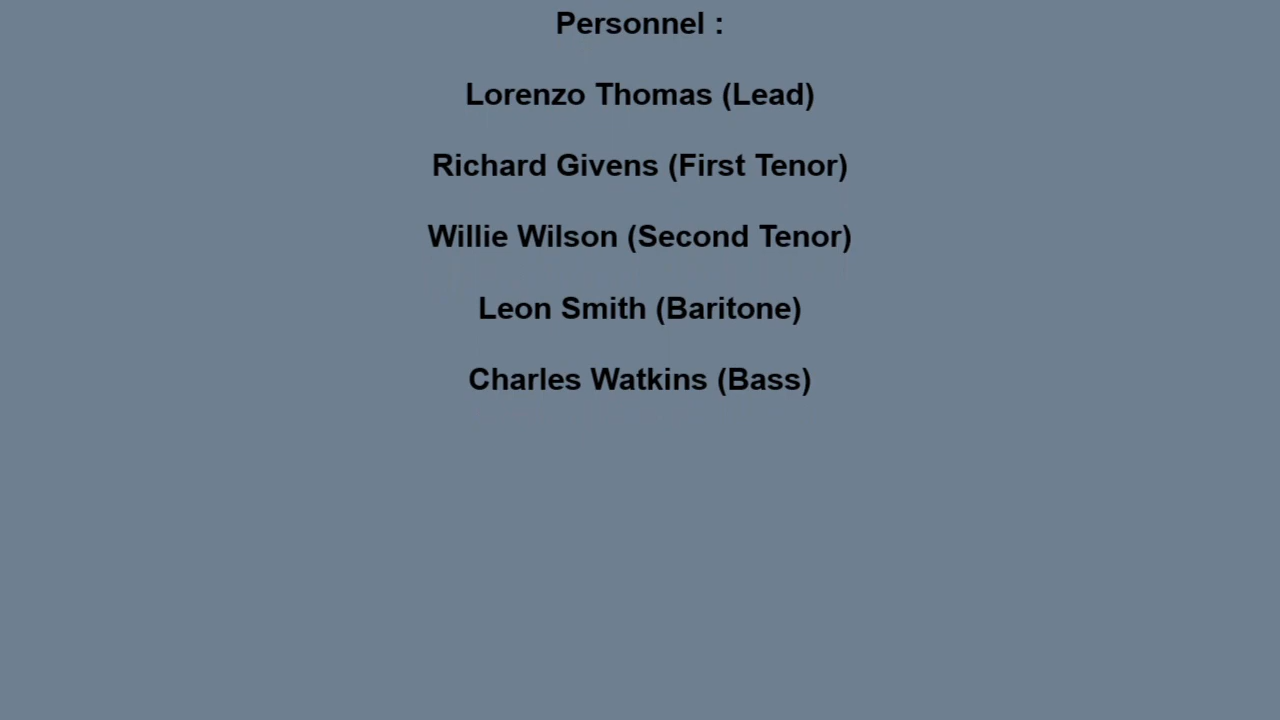 Personnel :
Lorenzo Thomas (Lead)
Richard Givens (First Tenor)
Willie Wilson (Second Tenor)
Leon Smith (Baritone)
Charles Watkins (Bass)